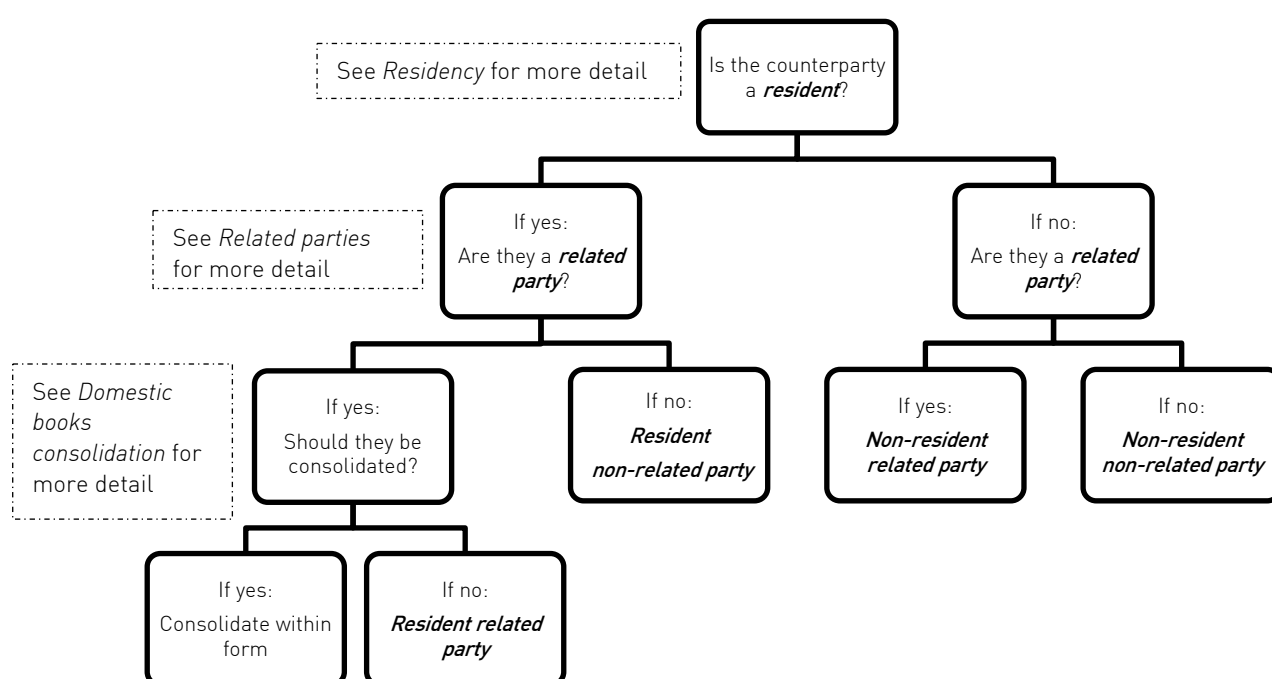 See Residency for more detail
Is the counterparty
a resident?
See Related parties
for more detail
If yes:
Are they a related
party?
If no:
Are they a related
party?
See Domestic
books
consolidation for
more detail
If yes:
Should they be
consolidated?
If no:
Resident
non-related party
If yes:
Non-resident
related party
If no:
Non-resident
non-related party
If yes:
Consolidate within
form
If no:
Resident related
party